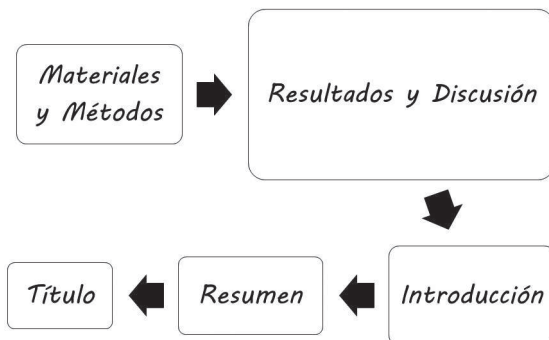 Materiales
y Métodos
Resultados y Discusión
Título
Resumen
Introducción